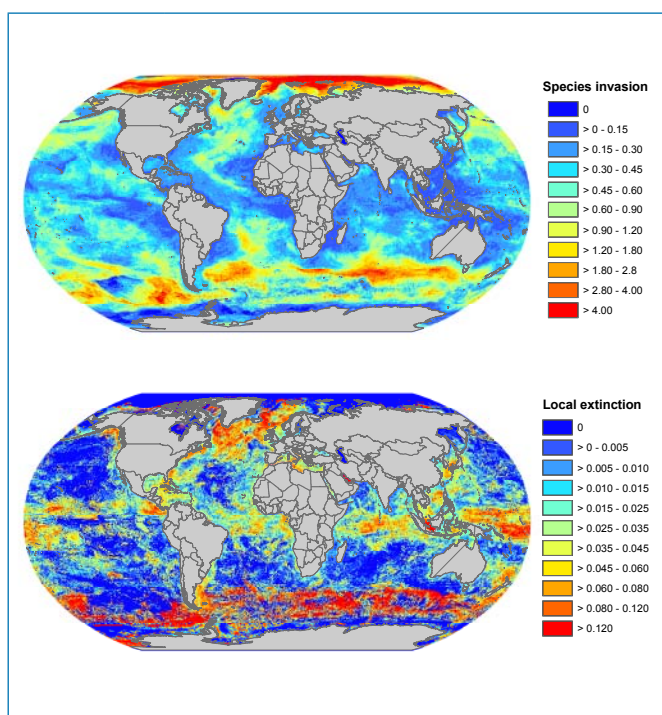 Species invasion
0
> 0 - 0.15
> 0.15 - 0.30
> 0.30 - 0.45
> 0.45 - 0.60
> 0.60 - 0.90
> 0.90 - 1.20
> 1.20 - 1.80
> 1.80 - 2.8
> 2.80 - 4.00
> 4.00
Local extinction
0
> 0 - 0.005
> 0.005 - 0.010
> 0.010 - 0.015
> 0.015 - 0.025
> 0.025 - 0.035
> 0.035 - 0.045
> 0.045 - 0.060
> 0.060 - 0.080
> 0.080 - 0.120
> 0.120